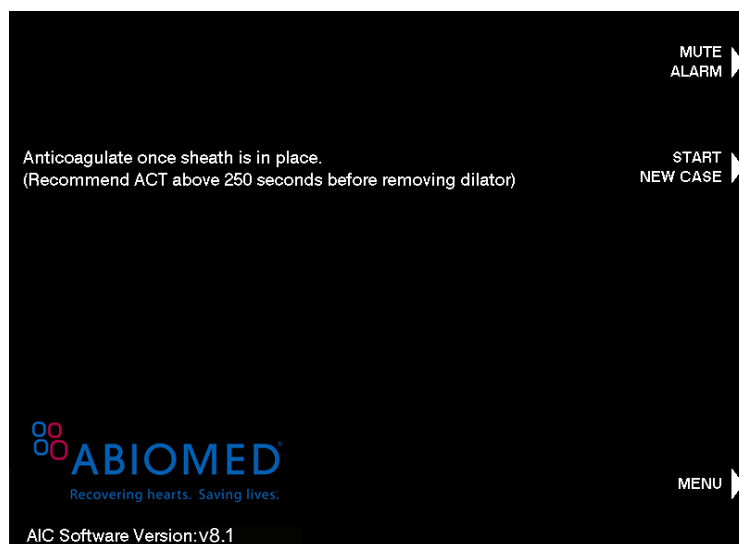 MUTE
ALARM
Anticoagulate once sheath is in place.
(Recommend ACT above 250 seconds before removing dilator)
START
NEW CASE
ABIOMED
Recovering hearts. Saving lives.
MENU
AIC Software Version:v8.1